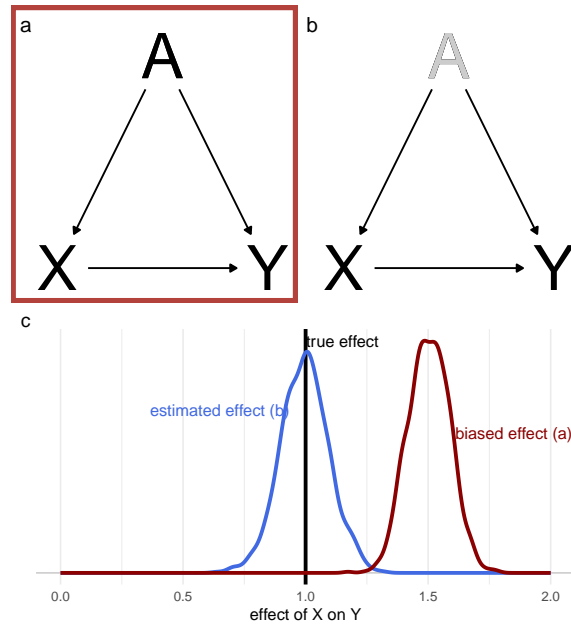 a
b
A
A
X
Y
X
Y
c
true effect
estimated effect (b)
biased effect (a)
0.0 0.5 1.0 1.5 2.0
effect of X on Y